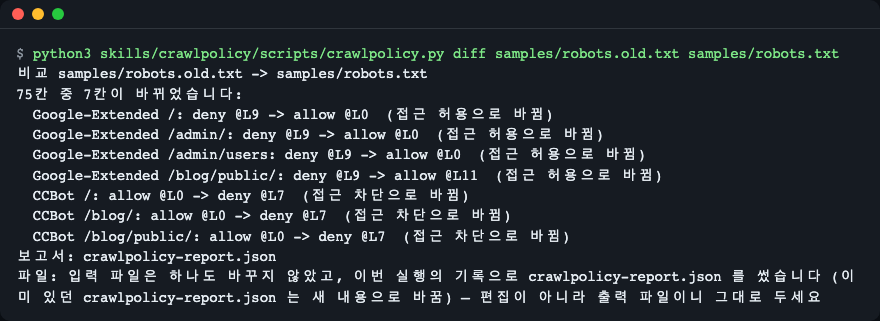 $ python3 skills/crawlpolicy/scripts/crawlpolicy.py diff samples/robots.old.txt samples/robots.txt
비교 samples/robots.old.txt -> samples/robots.txt
75칸 중 7칸이 바뀌었습니다:
Google-Extended /: deny @L9 -> allow @L0 (접근 허용으로 바뀜)
Google-Extended /admin/: deny @L9 -> allow @L0 (접근 허용으로 바뀜)
Google-Extended /admin/users: deny @L9 -> allow @L0 (접근 허용으로 바뀜)
Google-Extended /blog/public/: deny @L9 -> allow @L11 (접근 허용으로 바뀜)
CCBot /: allow @L0 -> deny @L7 (접근 차단으로 바뀜)
CCBot /blog/: allow @L0 -> deny @L7 (접근 차단으로 바뀜)
CCBot /blog/public/: allow @L0 -> deny @L7 (접근 차단으로 바뀜)
보고서: crawlpolicy-report.json
파일: 입력 파일은 하나도 바꾸지 않았고, 이번 실행의 기록으로 crawlpolicy-report.json 를 썼습니다 (이
미 있던 crawlpolicy-report.json 는 새 내용으로 바꿈) — 편집이 아니라 출력 파일이니 그대로 두세요